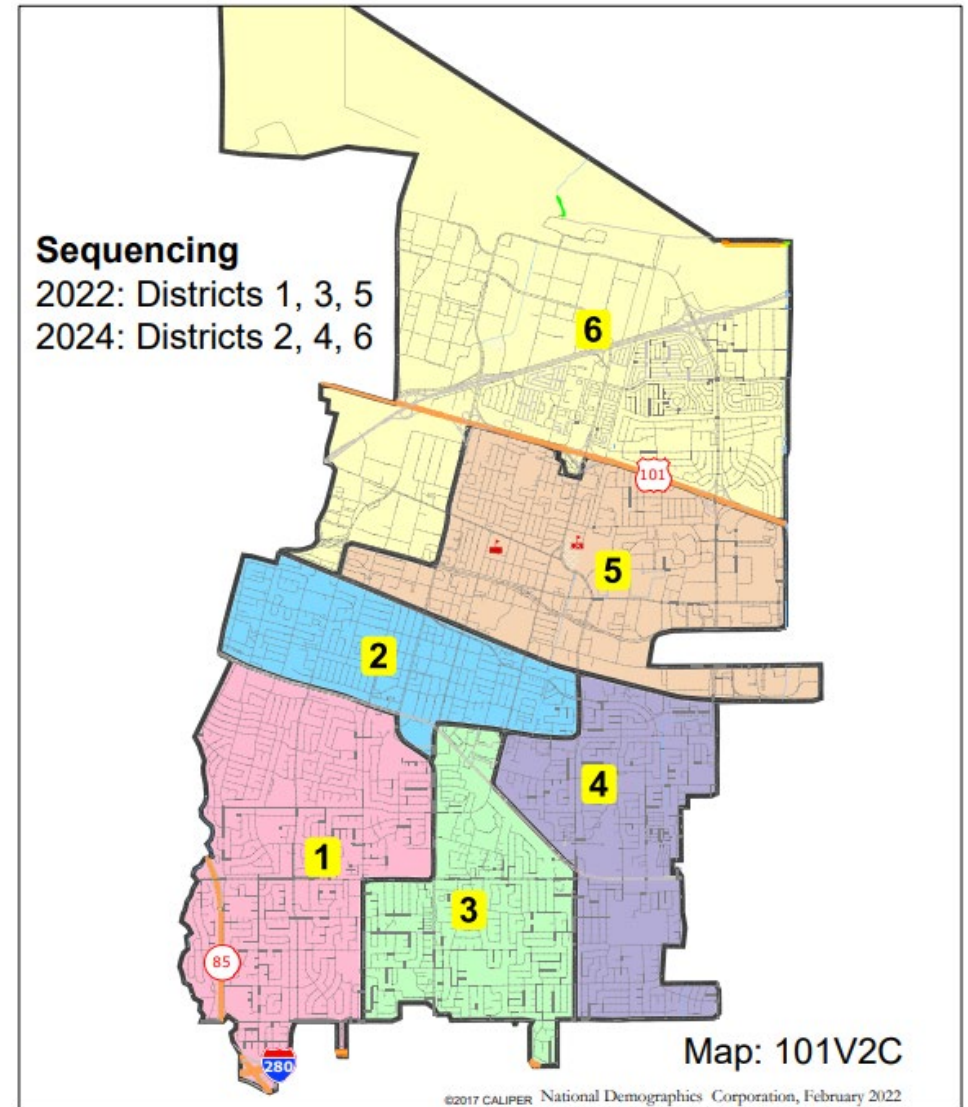 Sequencing
2022: Districts 1, 3, 5
2024: Districts 2, 4, 6
6
101
5
2
4
1
3
85
280
Map: 101V2C
©2017 CALIPER National Demographics Corporation, February 2022